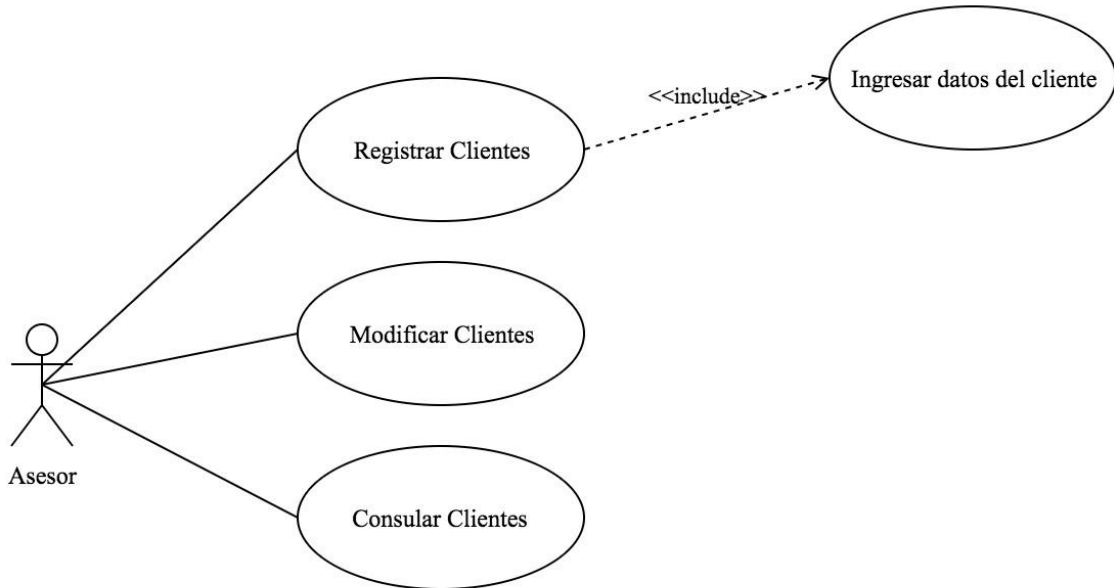 Ingresar datos del cliente
<<include>>
Registrar Clientes
Modificar Clientes
Asesor
Consular Clientes